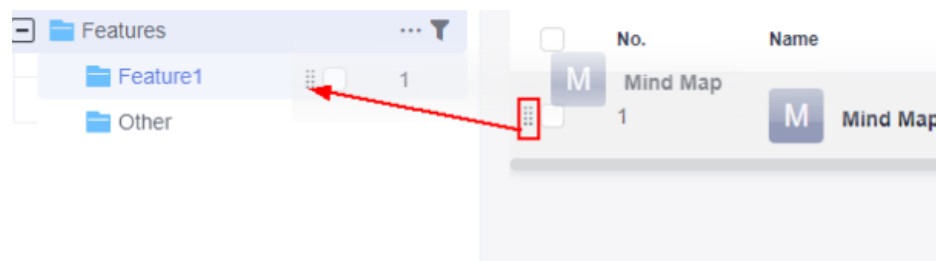 Features ...
Feature1
Other
1
No. Name
M Mind Map
1 M Mind Map